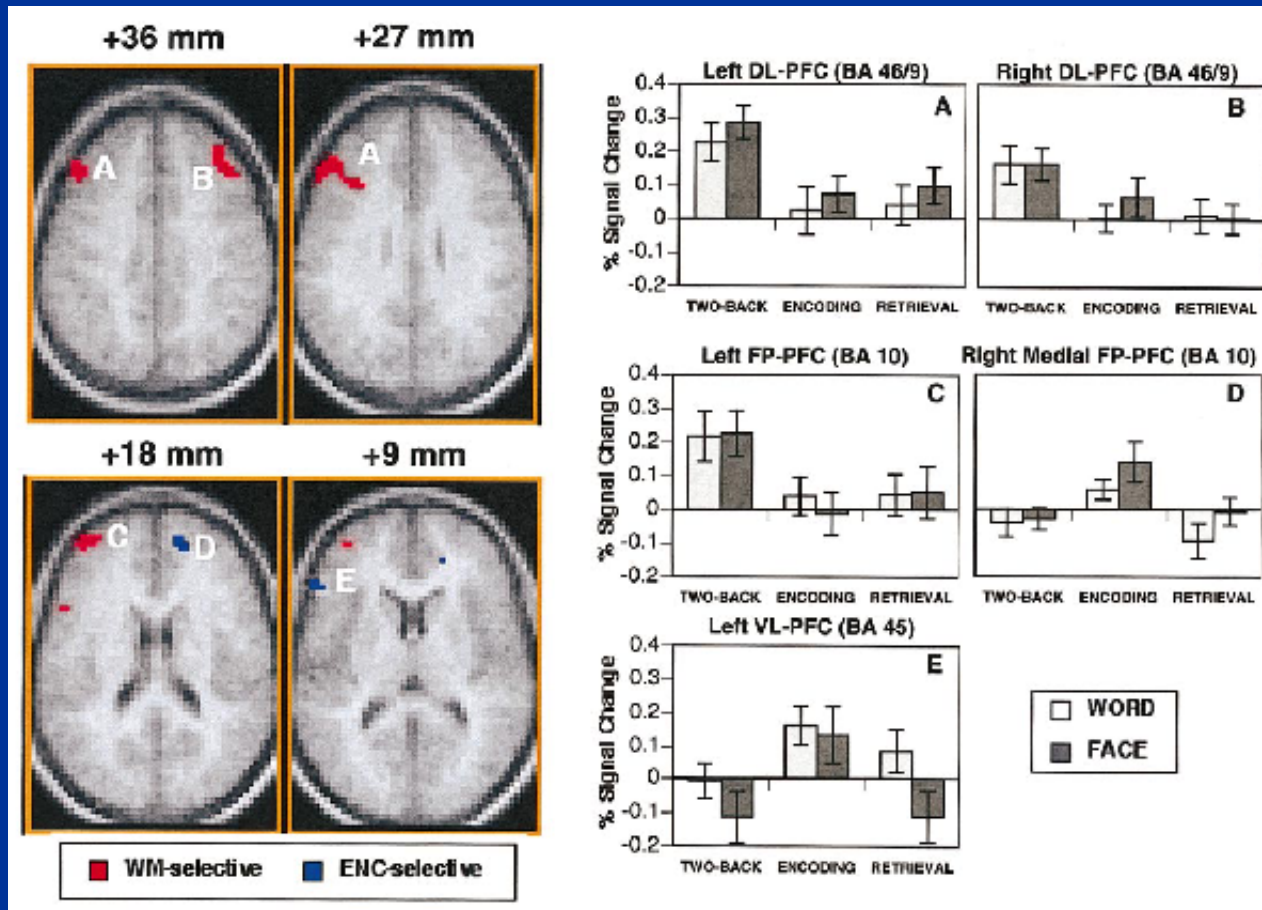 +36 mm
+27 mm
A
B
A
+18 mm
+9 mm
C
D
E
WM-selective
ENC-selective
Left DL-PFC (BA 46/9)
A
% Signal Change
0.4
0.3
0.2
0.1
0
-0.1
-0.2
TWO-BACK ENCODING RETRIEVAL
Right DL-PFC (BA 46/9)
B
TWO-BACK ENCODING RETRIEVAL
Left FP-PFC (BA 10)
C
% Signal Change
0.4
0.3
0.2
0.1
0
-0.1
-0.2
TWO-BACK ENCODING RETRIEVAL
Right Medial FP-PFC (BA 10)
D
TWO-BACK ENCODING RETRIEVAL
Left VL-PFC (BA 45)
E
% Signal Change
0.4
0.3
0.2
0.1
0
-0.1
-0.2
TWO-BACK ENCODING RETRIEVAL
WORD
FACE